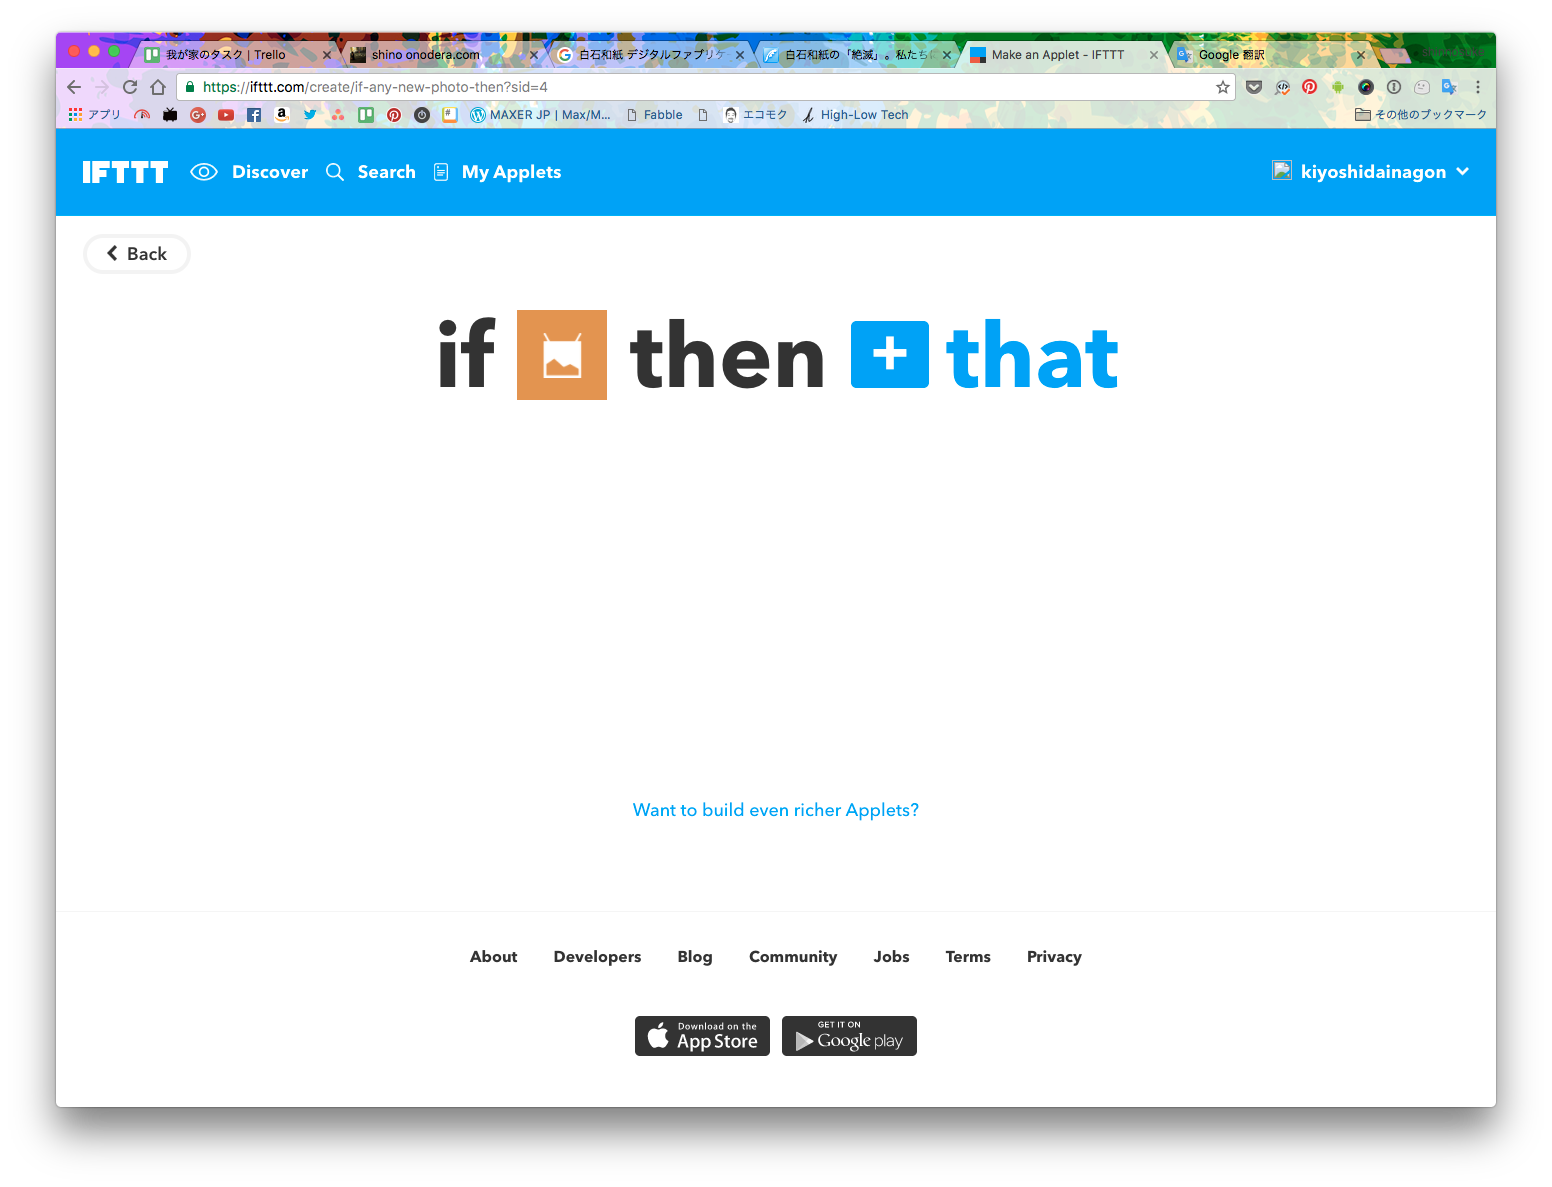 我が家のタスク | Trello
shino onodera.com
白石和紙 デジタルファブリケ
白石和紙の「絶滅」。私たちに
Make an Applet - IFTTT
Google 翻訳
https://ifttt.com/create/if-any-new-photo-then?sid=4
アプリ
MAXER JP | Max/M...
Fabble
エコモク
High-Low Tech
その他のブックマーク
IFTTT
Discover
Search
My Applets
kiyoshidainagon
Back
if then + that
Want to build even richer Applets?
About Developers Blog Community Jobs Terms Privacy
Download on the
App Store
GET IT ON
Google play